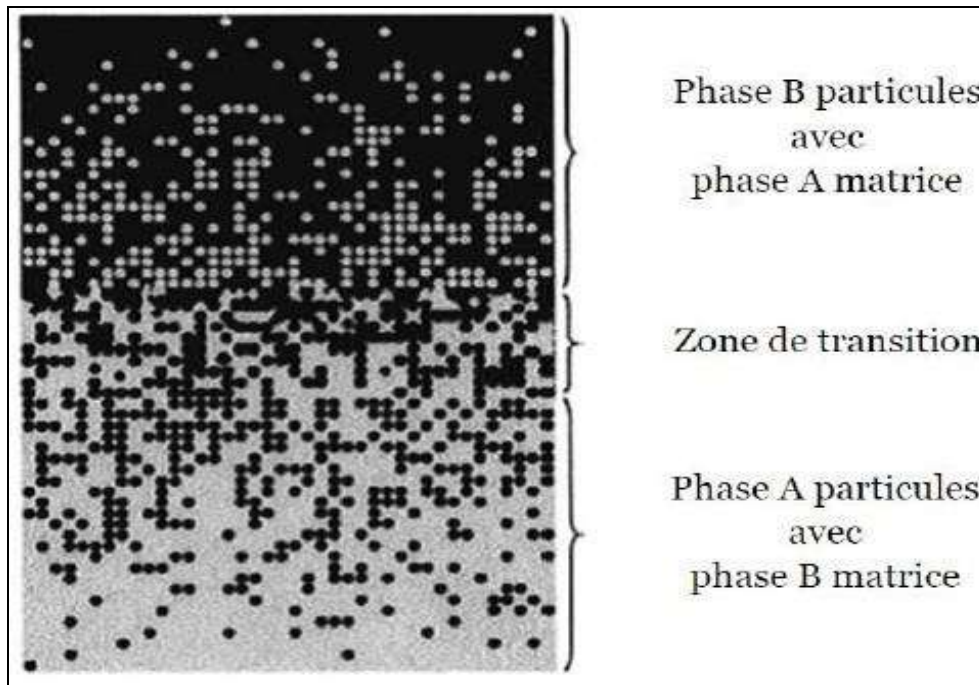 Phase B particules
avec
phase A matrice
Zone de transition
Phase A particules
avec
phase B matrice